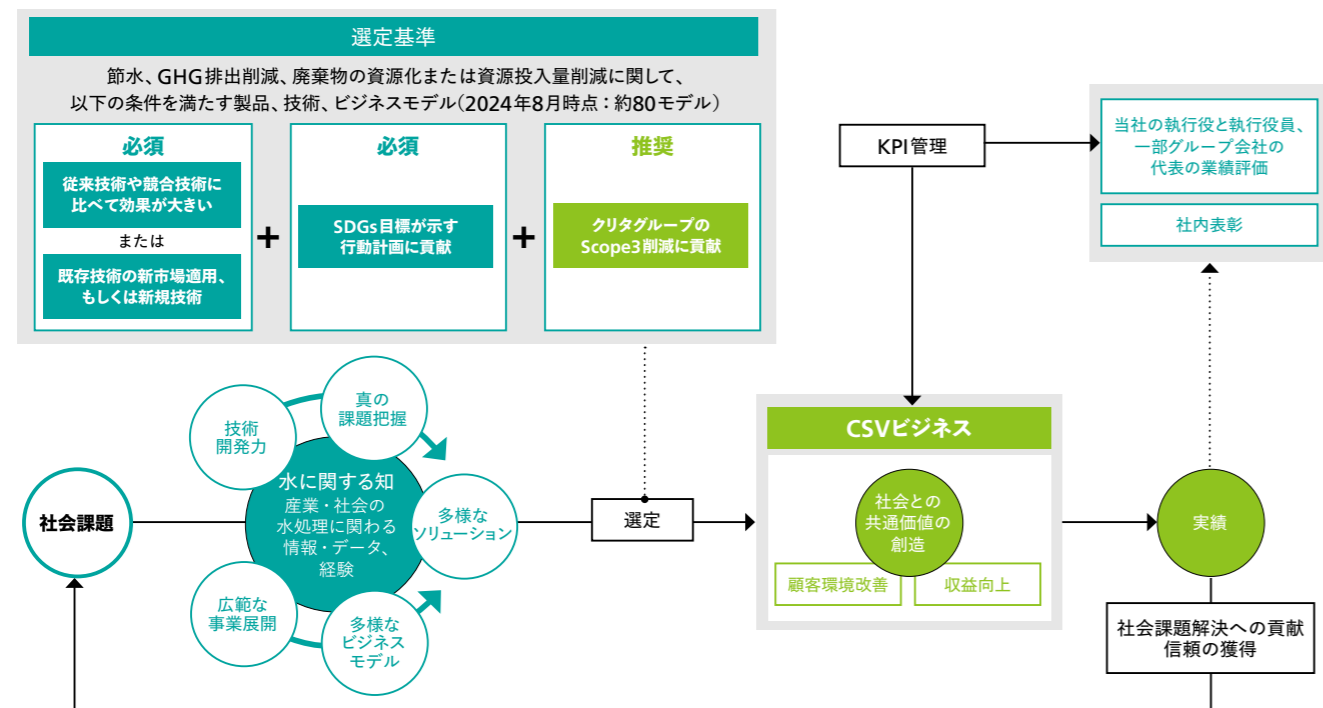 選定基準
節水、GHG排出削減、廃棄物の資源化または資源投入量削減に関して、
以下の条件を満たす製品、技術、ビジネスモデル(2024年8月時点：約80モデル)
必須
従来技術や競合技術に
比べて効果が大きい
または
既存技術の新市場適用、
もしくは新規技術
+
必須
SDGs目標が示す
行動計画に貢献
+
推奨
クリタグループの
Scope3削減に貢献
KPI管理
当社の執行役と執行役員、
一部グループ会社の
代表の業績評価
社内表彰
社会課題
技術
開発力
真の
課題把握
水に関する知
産業・社会の
水処理に関わる
情報・データ、
経験
多様な
ソリューション
広範な
事業展開
多様な
ビジネス
モデル
選定
CSVビジネス
社会との
共通価値の
創造
顧客環境改善
収益向上
実績
社会課題解決への貢献
信頼の獲得